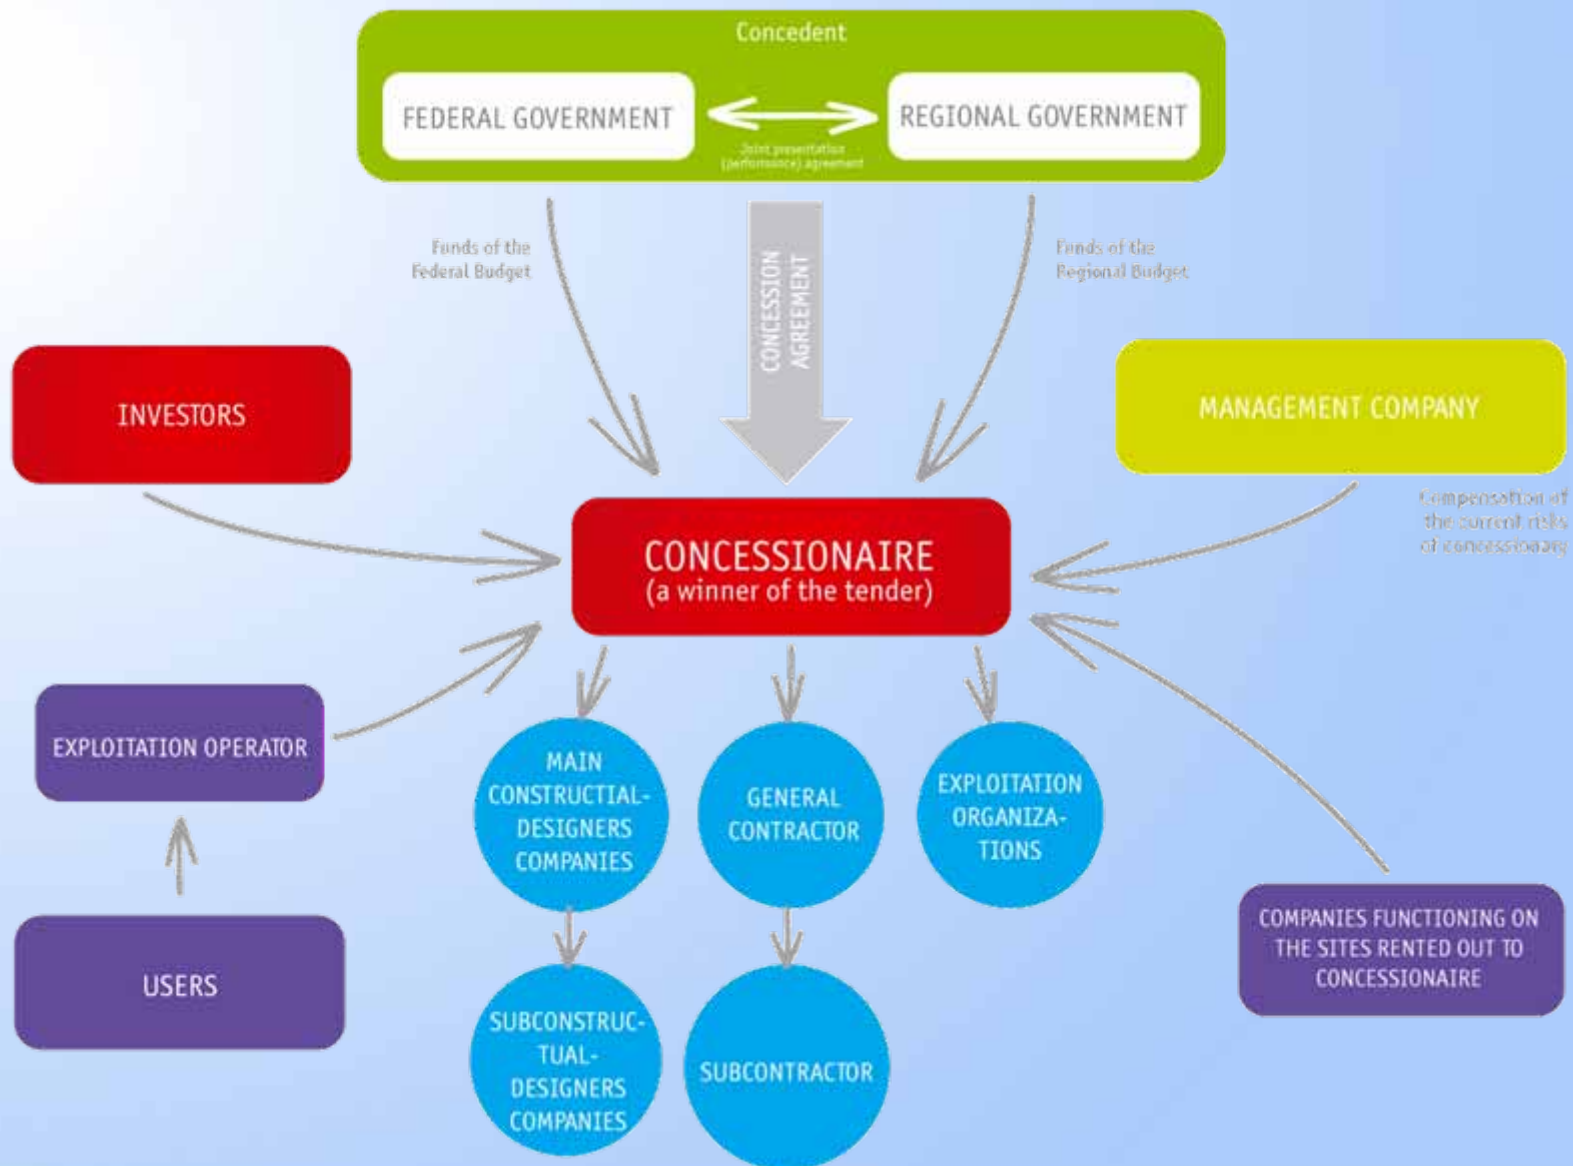 Concedent
FEDERAL GOVERNMENT
REGIONAL GOVERNMENT
Joint presentation
(performance) agreement
Funds of the
Federal Budget
CONCESSION
AGREEMENT
Funds of the
Regional Budget
INVESTORS
MANAGEMENT COMPANY
Compensation of
the current risks
of concessionary
CONCESSIONAIRE
(a winner of the tender)
EXPLOITATION OPERATOR
MAIN
CONSTRUCTIAL-
DESIGNERS
COMPANIES
GENERAL
CONTRACTOR
EXPLOITATION
ORGANIZA-
TIONS
USERS
SUBCONSTRUC-
TUAL-
DESIGNERS
COMPANIES
SUBCONTRACTOR
COMPANIES FUNCTIONING ON
THE SITES RENTED OUT TO
CONCESSIONAIRE